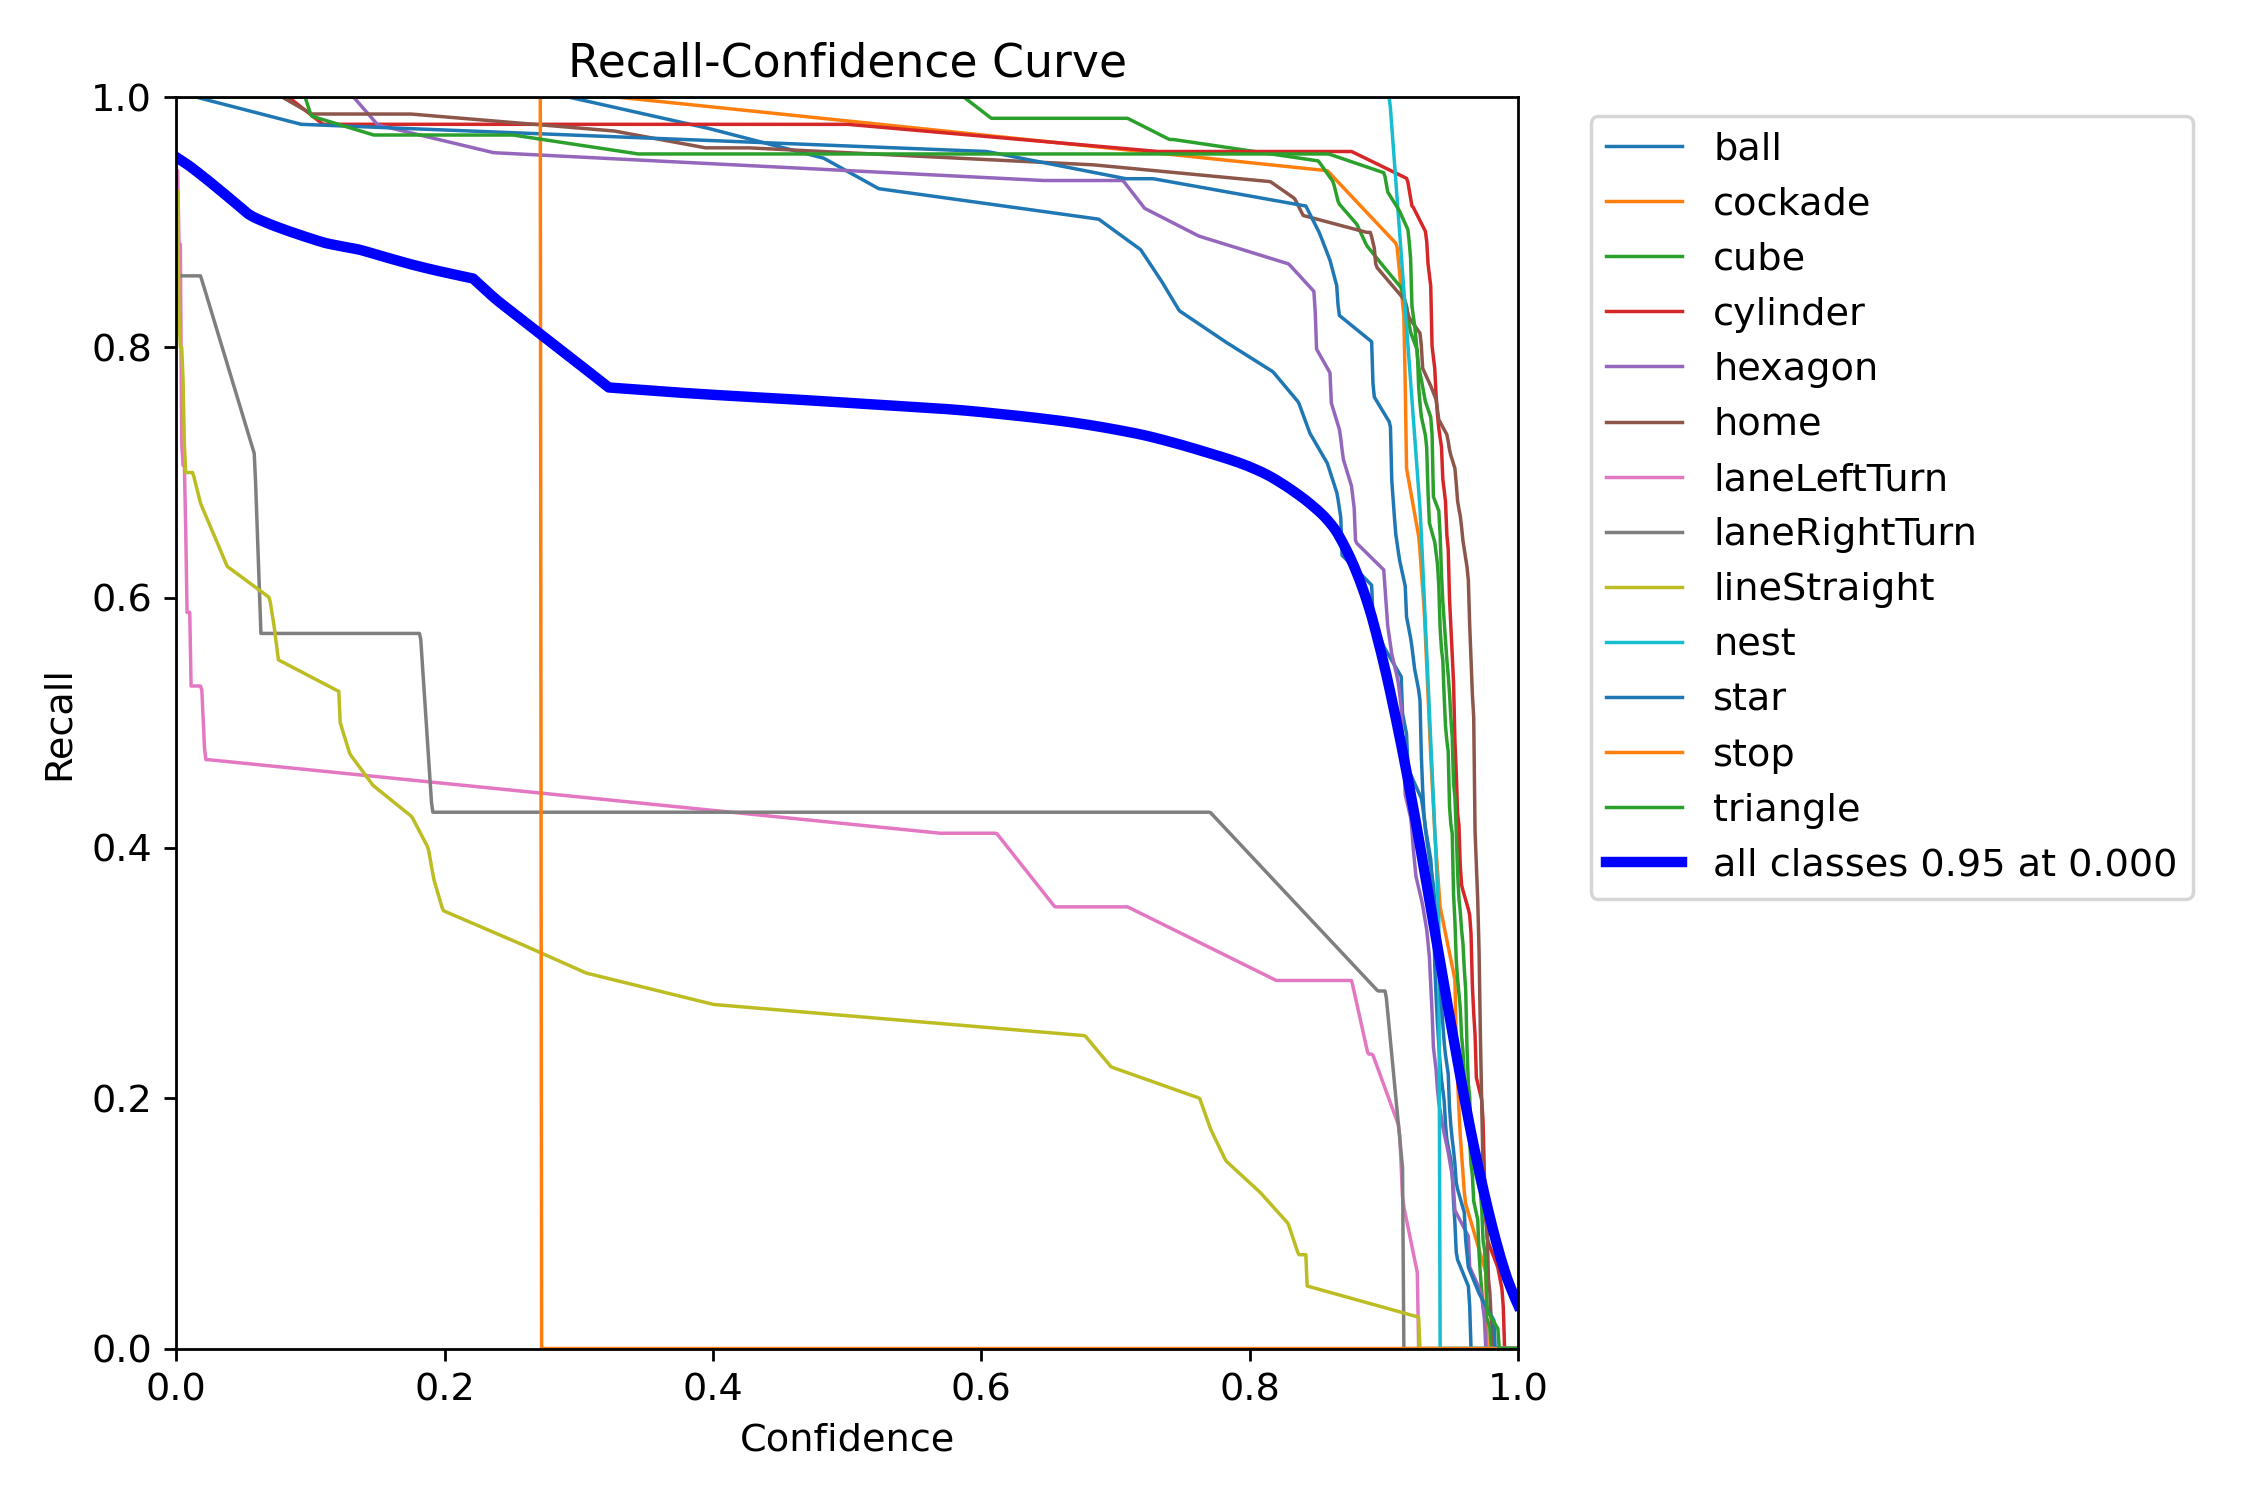 Recall-Confidence Curve
1.0
0.8
0.6
0.4
0.2
0.0
Recall
0.0 0.2 0.4 0.6 0.8 1.0
Confidence
ball
cockade
cube
cylinder
hexagon
home
laneLeftTurn
laneRightTurn
lineStraight
nest
star
stop
triangle
all classes 0.95 at 0.000